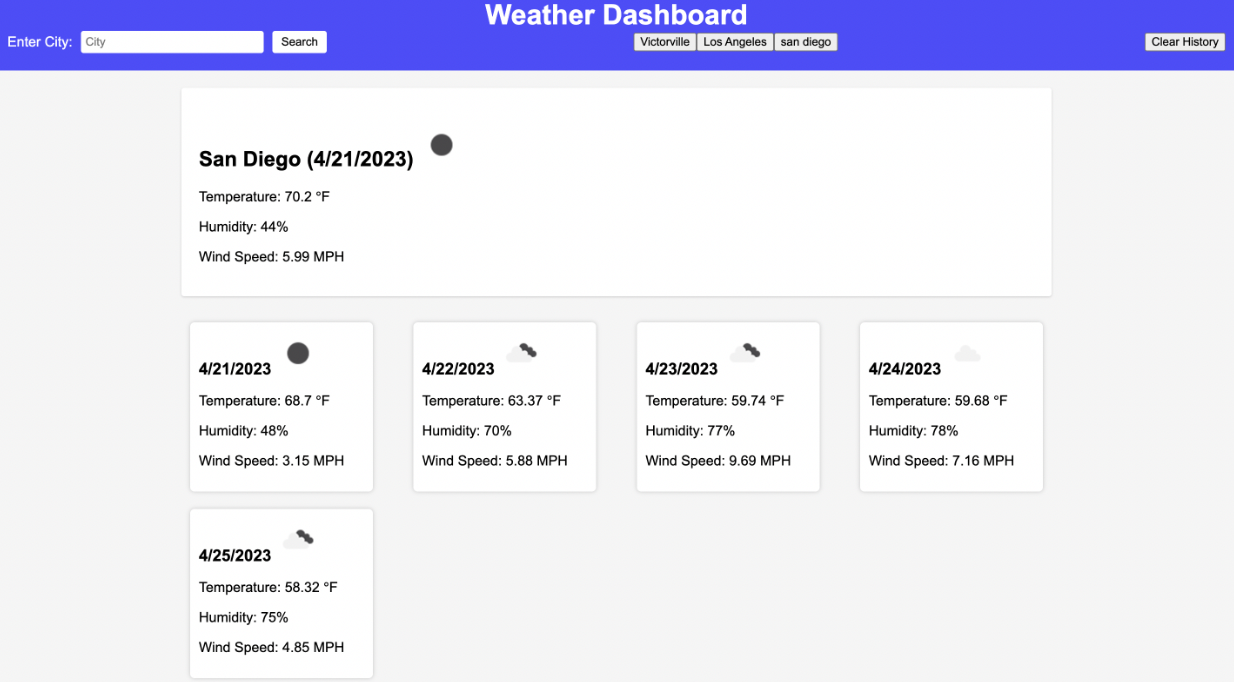 Weather Dashboard
Enter City: City Search Victorville Los Angeles san diego Clear History
San Diego (4/21/2023)
Temperature: 70.2 °F
Humidity: 44%
Wind Speed: 5.99 MPH
4/21/2023
Temperature: 68.7 °F
Humidity: 48%
Wind Speed: 3.15 MPH
4/22/2023
Temperature: 63.37 °F
Humidity: 70%
Wind Speed: 5.88 MPH
4/23/2023
Temperature: 59.74 °F
Humidity: 77%
Wind Speed: 9.69 MPH
4/24/2023
Temperature: 59.68 °F
Humidity: 78%
Wind Speed: 7.16 MPH
4/25/2023
Temperature: 58.32 °F
Humidity: 75%
Wind Speed: 4.85 MPH